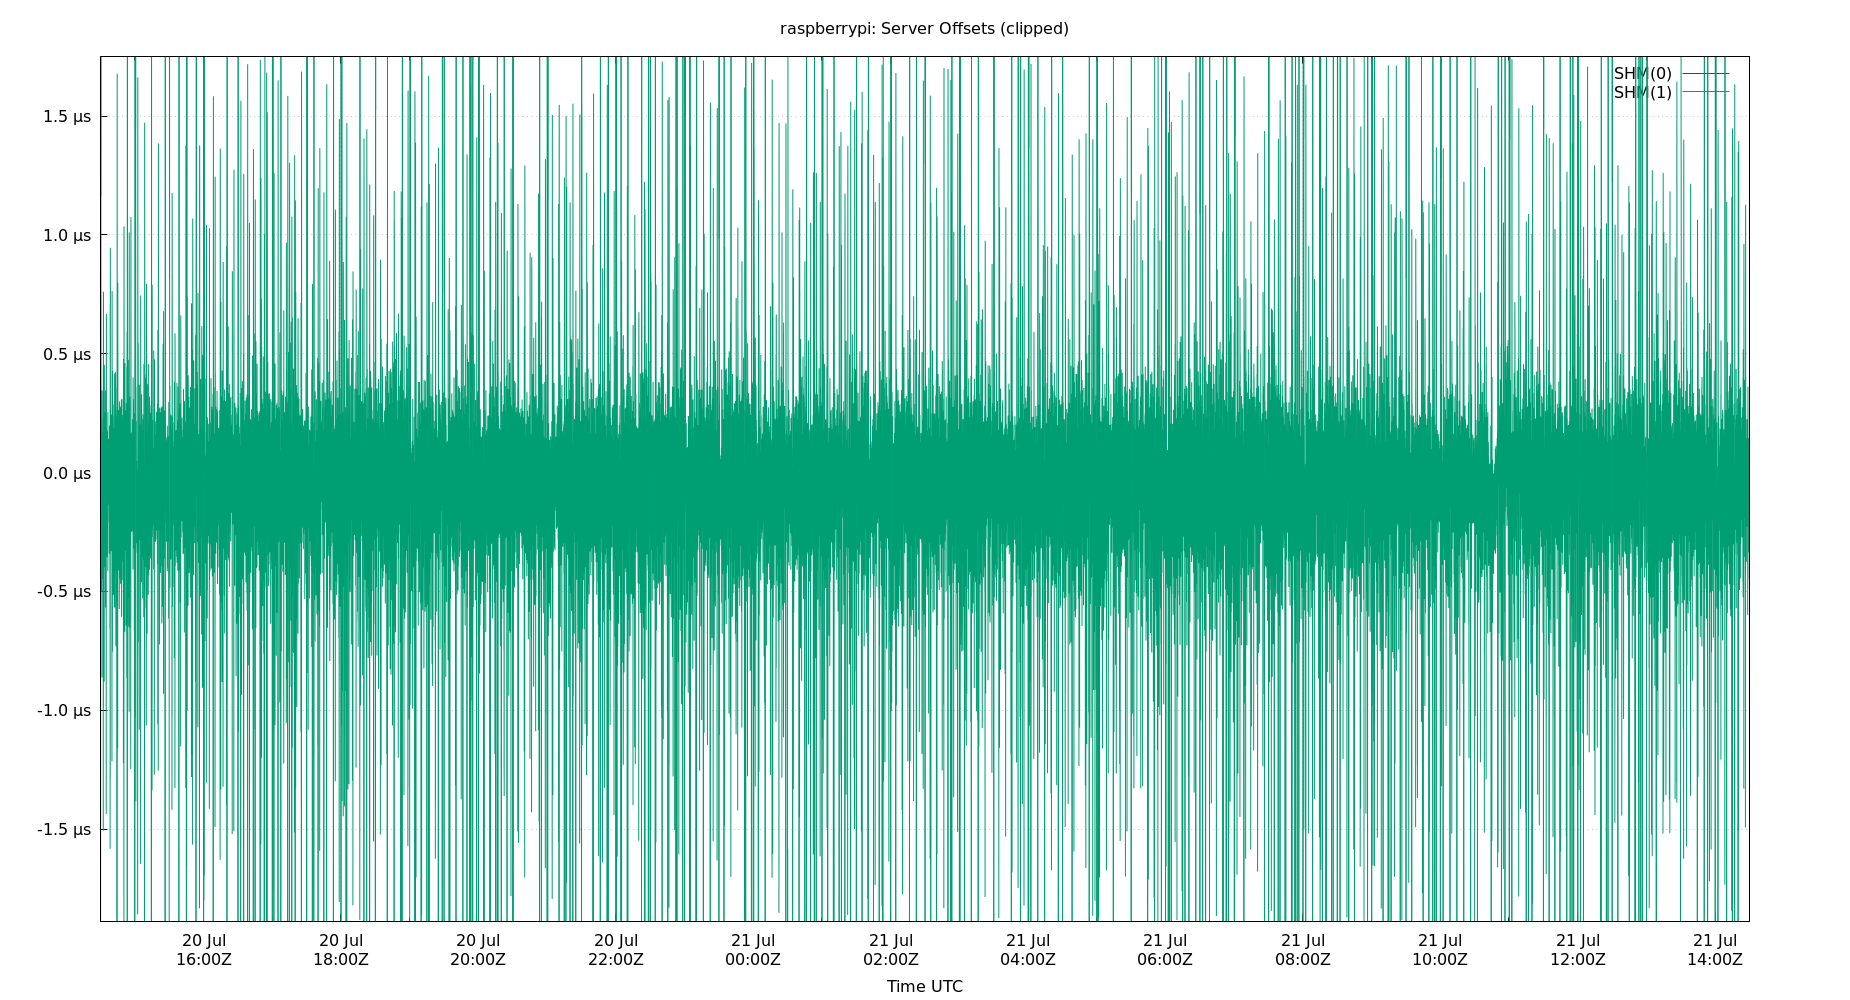 raspberrypi: Server Offsets (clipped)
SHM(0)
SHM(1)
1.5 µs
1.0 µs
0.5 µs
0.0 µs
-0.5 µs
-1.0 µs
-1.5 µs
20 Jul 20 Jul 20 Jul 20 Jul 21 Jul 21 Jul 21 Jul 21 Jul 21 Jul 21 Jul 21 Jul 21 Jul
16:00Z 18:00Z 20:00Z 22:00Z 00:00Z 02:00Z 04:00Z 06:00Z 08:00Z 10:00Z 12:00Z 14:00Z
Time UTC